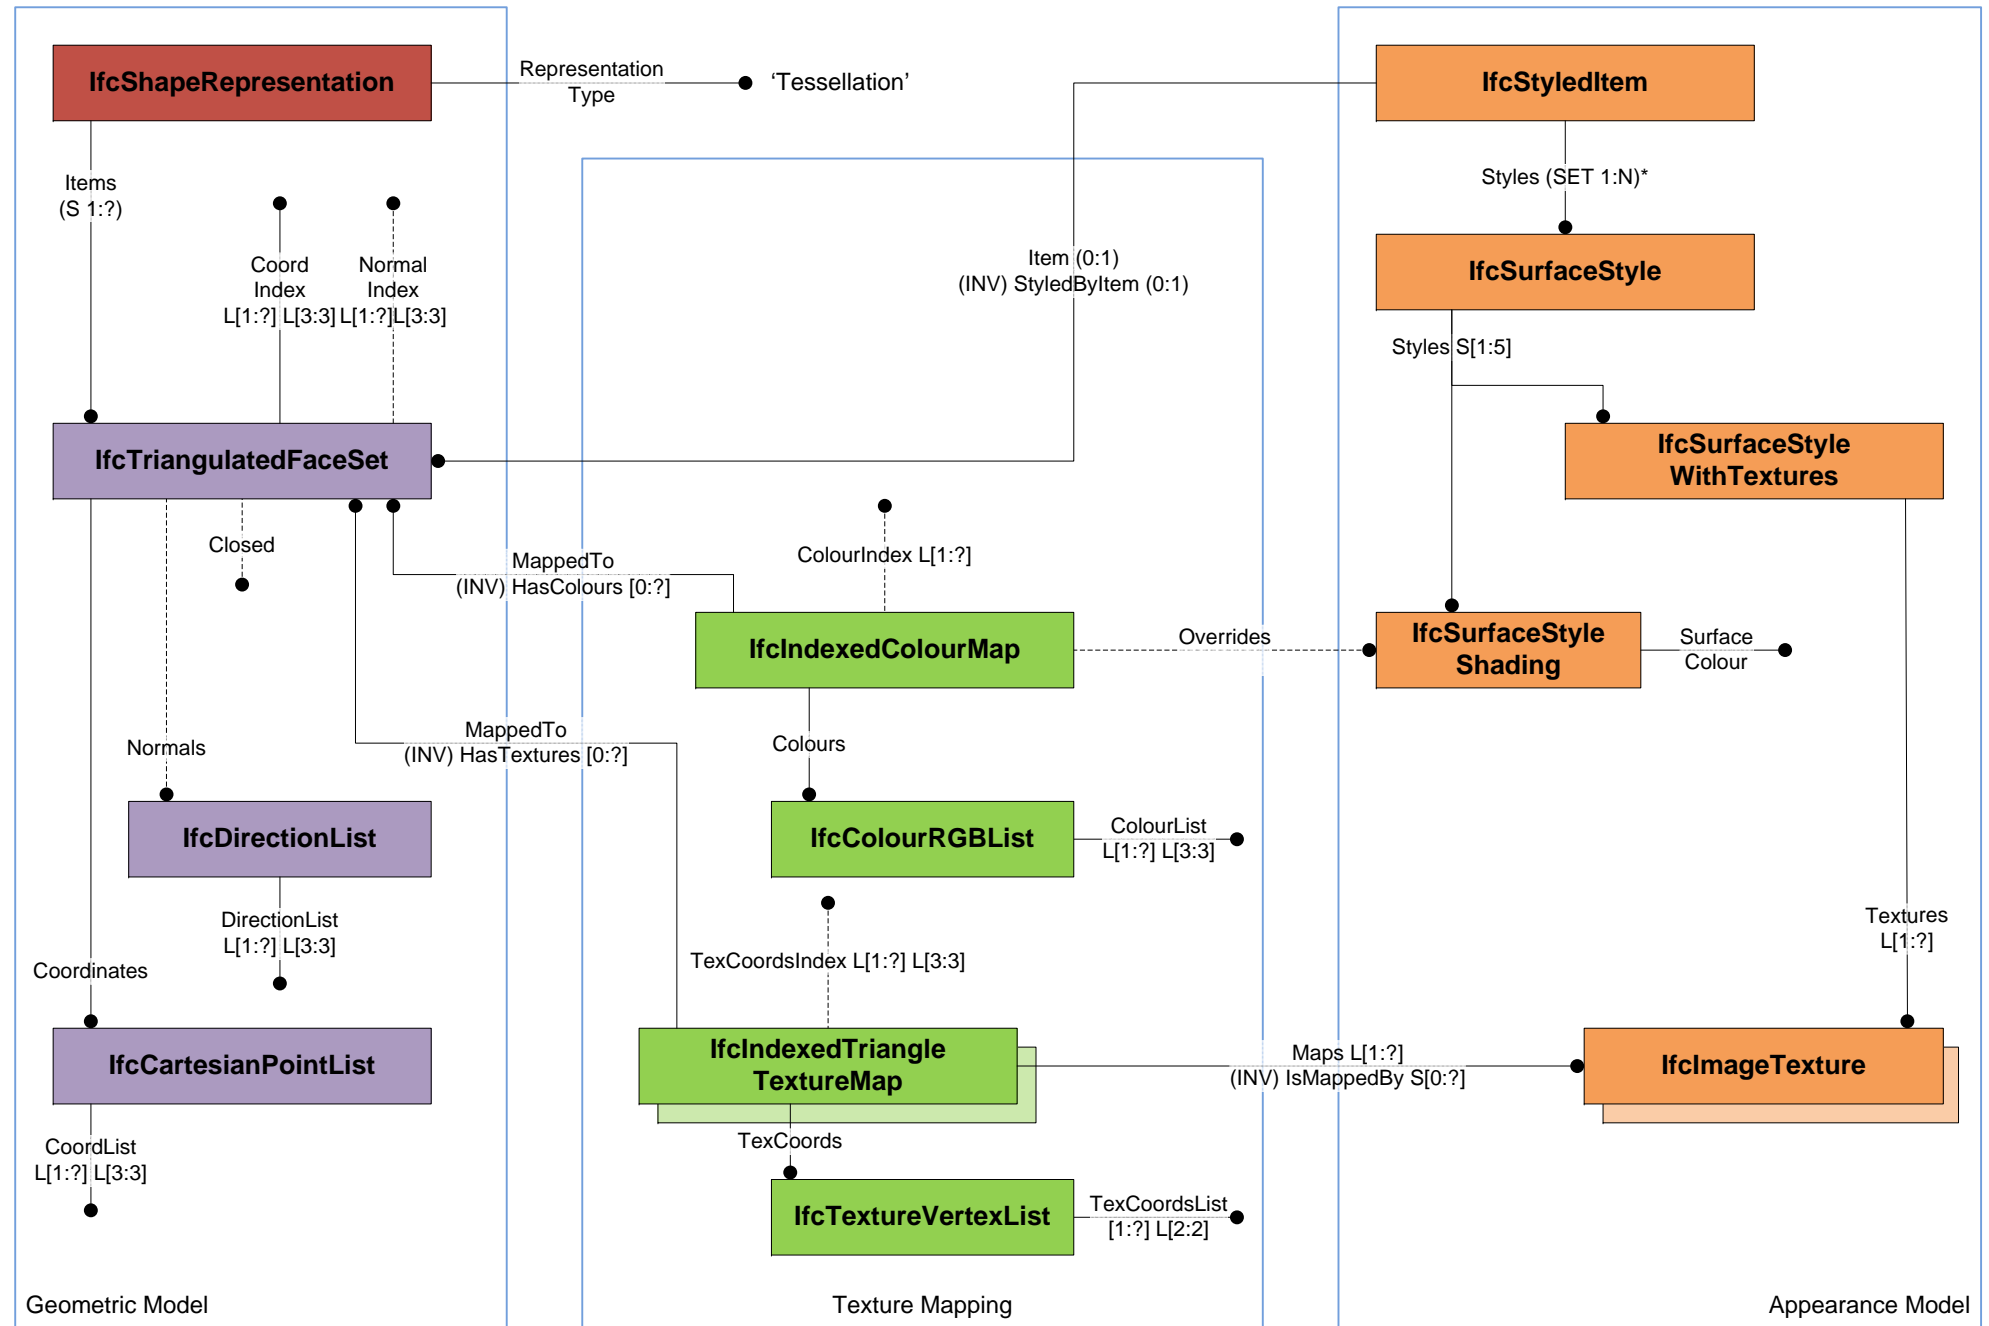 IfcShapeRepresentation
Representation
Type
‘Tessellation’
IfcStyledItem
Items
(S 1:?)
Styles (SET 1:N)*
Coord
Index
L[1:?] L[3:3]
Normal
Index
L[1:?]L[3:3]
Item (0:1)
(INV) StyledByItem (0:1)
IfcSurfaceStyle
Styles S[1:5]
IfcTriangulatedFaceSet
IfcSurfaceStyle
WithTextures
Closed
MappedTo
(INV) HasColours [0:?]
ColourIndex L[1:?]
IfcIndexedColourMap
Overrides
IfcSurfaceStyle
Shading
Surface
Colour
Normals
MappedTo
(INV) HasTextures [0:?]
Colours
IfcDirectionList
IfcColourRGBList
ColourList
L[1:?] L[3:3]
DirectionList
L[1:?] L[3:3]
Textures
L[1:?]
Coordinates
TexCoordsIndex L[1:?] L[3:3]
IfcCartesianPointList
IfcIndexedTriangle
TextureMap
Maps L[1:?]
(INV) IsMappedBy S[0:?]
IfcImageTexture
CoordList
L[1:?] L[3:3]
TexCoords
IfcTextureVertexList
TexCoordsList
[1:?] L[2:2]
Geometric Model
Texture Mapping
Appearance Model